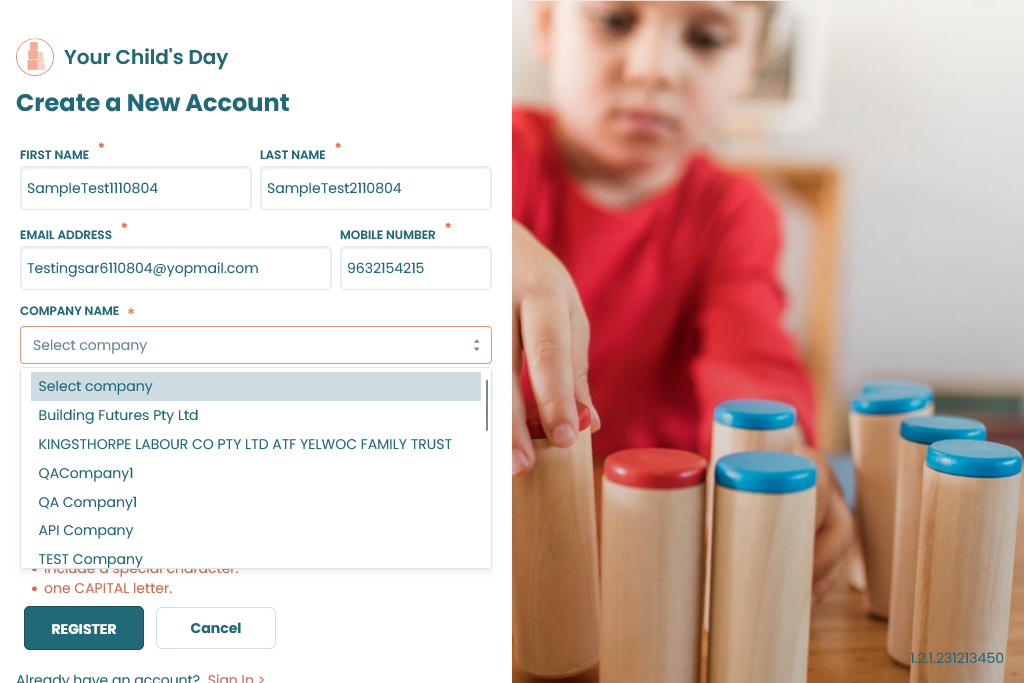 Your Child's Day
Create a New Account
FIRST NAME *
LAST NAME *
SampleTest1110804
SampleTest2110804
EMAIL ADDRESS *
MOBILE NUMBER *
Testingsar6110804@yopmail.com
9632154215
COMPANY NAME *
Select company
Select company
Building Futures Pty Ltd
KINGSTHORPE LABOUR CO PTY LTD ATF YELWOC FAMILY TRUST
QACompany1
QA Company1
API Company
TEST Company
• include a special character.
• one CAPITAL letter.
REGISTER
Cancel
Already have an account? Sign In >
1.2.1.231213450